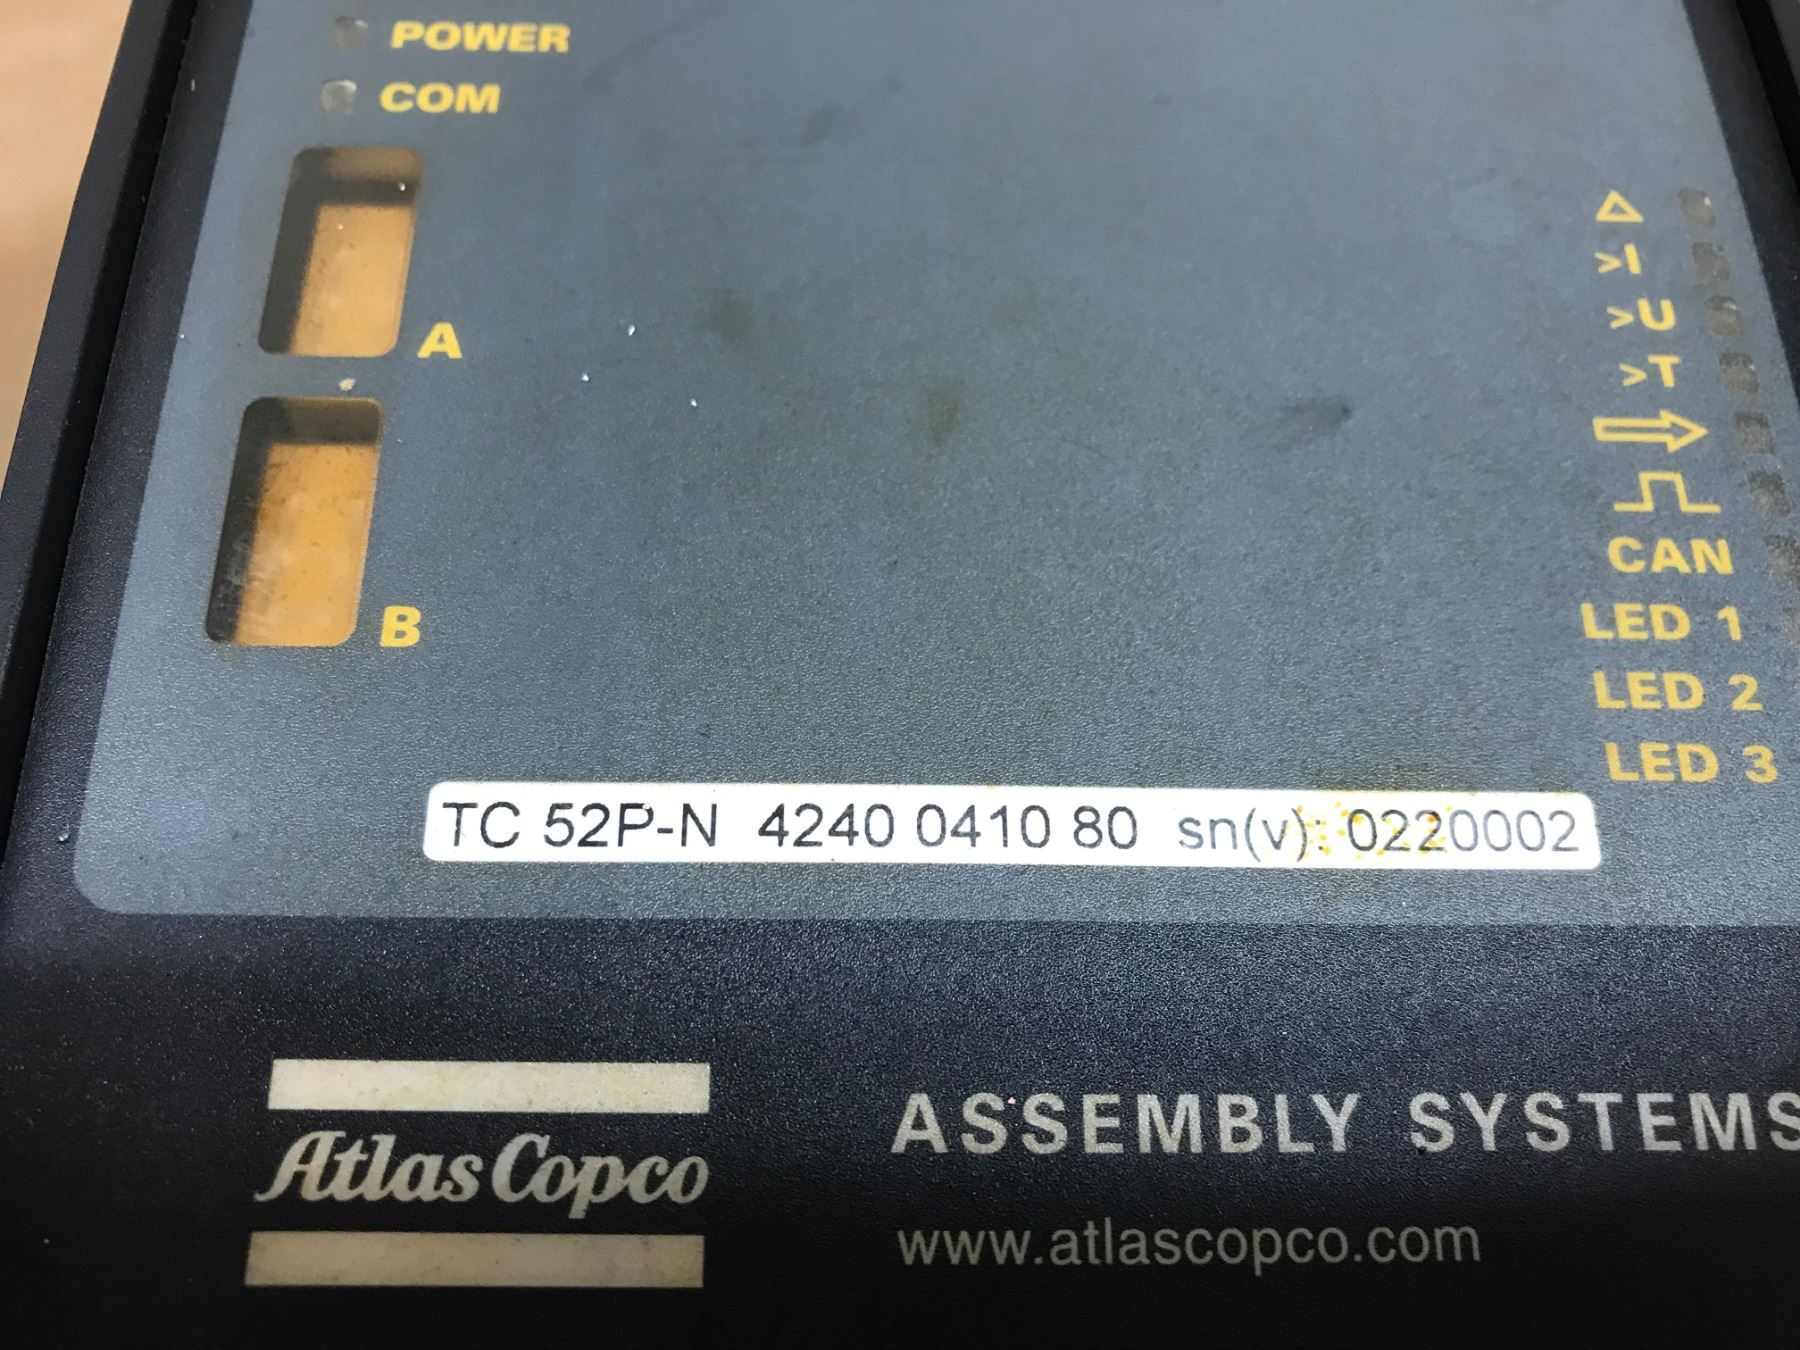 POWER
COM
A
B
>I
>U
>T
CAN
LED 1
LED 2
LED 3
TC 52P-N 4240 0410 80 sn(v): 0220002
Atlas Copco
ASSEMBLY SYSTEMS
www.atlascopco.com